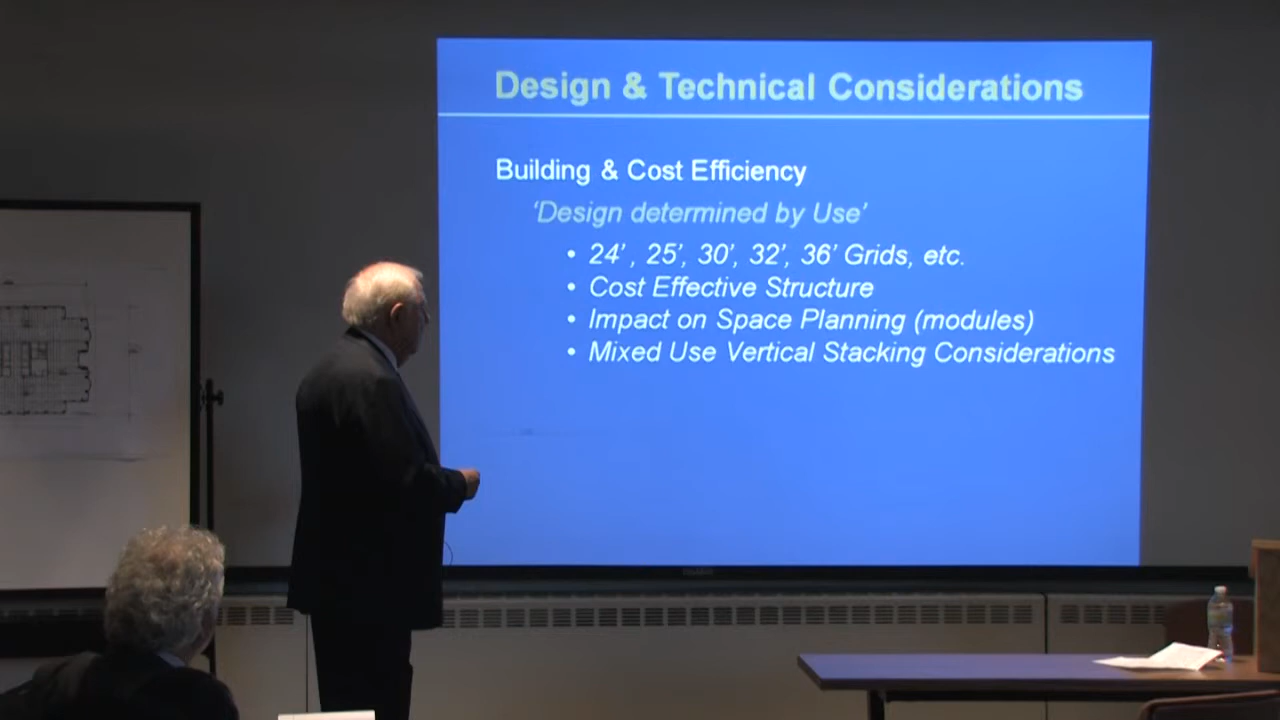 Design & Technical Considerations
Building & Cost Efficiency
‘Design determined by Use’
• 24’ , 25’, 30’, 32’, 36’ Grids, etc.
• Cost Effective Structure
• Impact on Space Planning (modules)
• Mixed Use Vertical Stacking Considerations